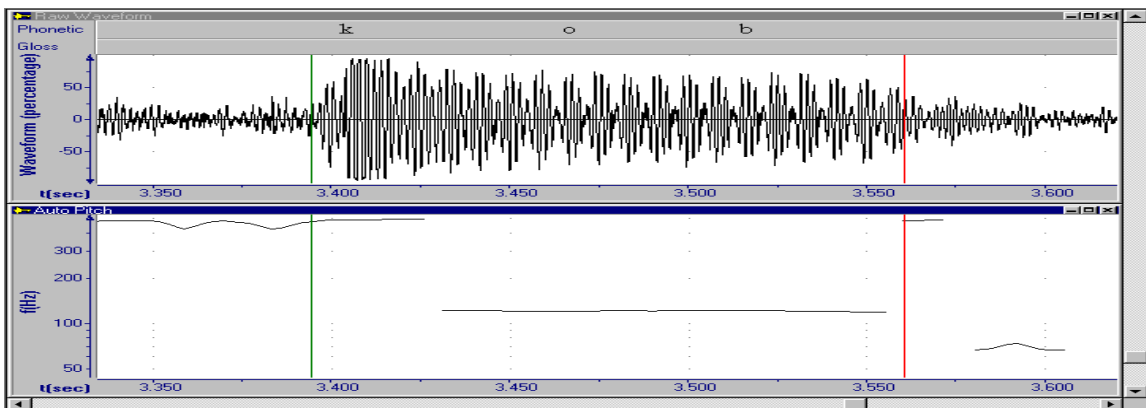 Raw Waveform
Phonetic k o b
Gloss
Waveform (percentage)
50
0
-50
t(sec) 3.350 3.400 3.450 3.500 3.550 3.600
Auto Pitch
f(Hz)
300
200
100
50
t(sec) 3.350 3.400 3.450 3.500 3.550 3.600